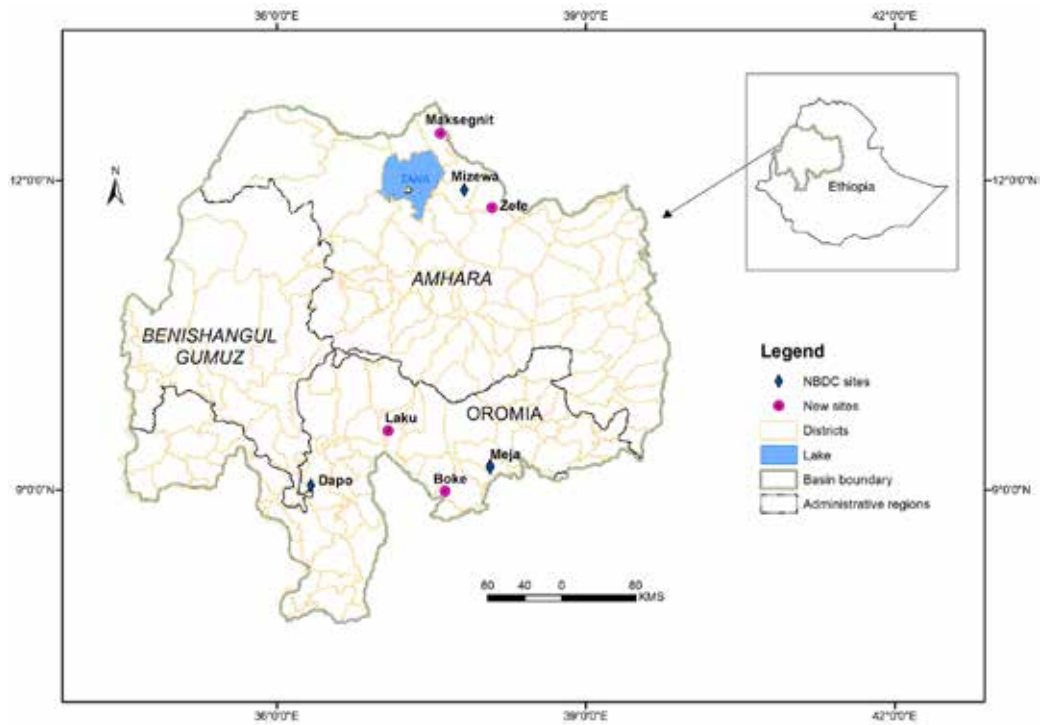 36°0'0"E
39°0'0"E
42°0'0"E
Maksegnit
N
TANA
Mizewa
12°0'0"N
12°0'0"N
Zefe
Ethiopia
AMHARA
BENISHANGUL
GUMUZ
Legend
NBDC sites
New sites
Districts
Lake
Basin boundary
Administrative regions
Laku
OROMIA
Meja
Dapo
Boke
9°0'0"N
9°0'0"N
80 40 0 80
KMS
36°0'0"E
39°0'0"E
42°0'0"E